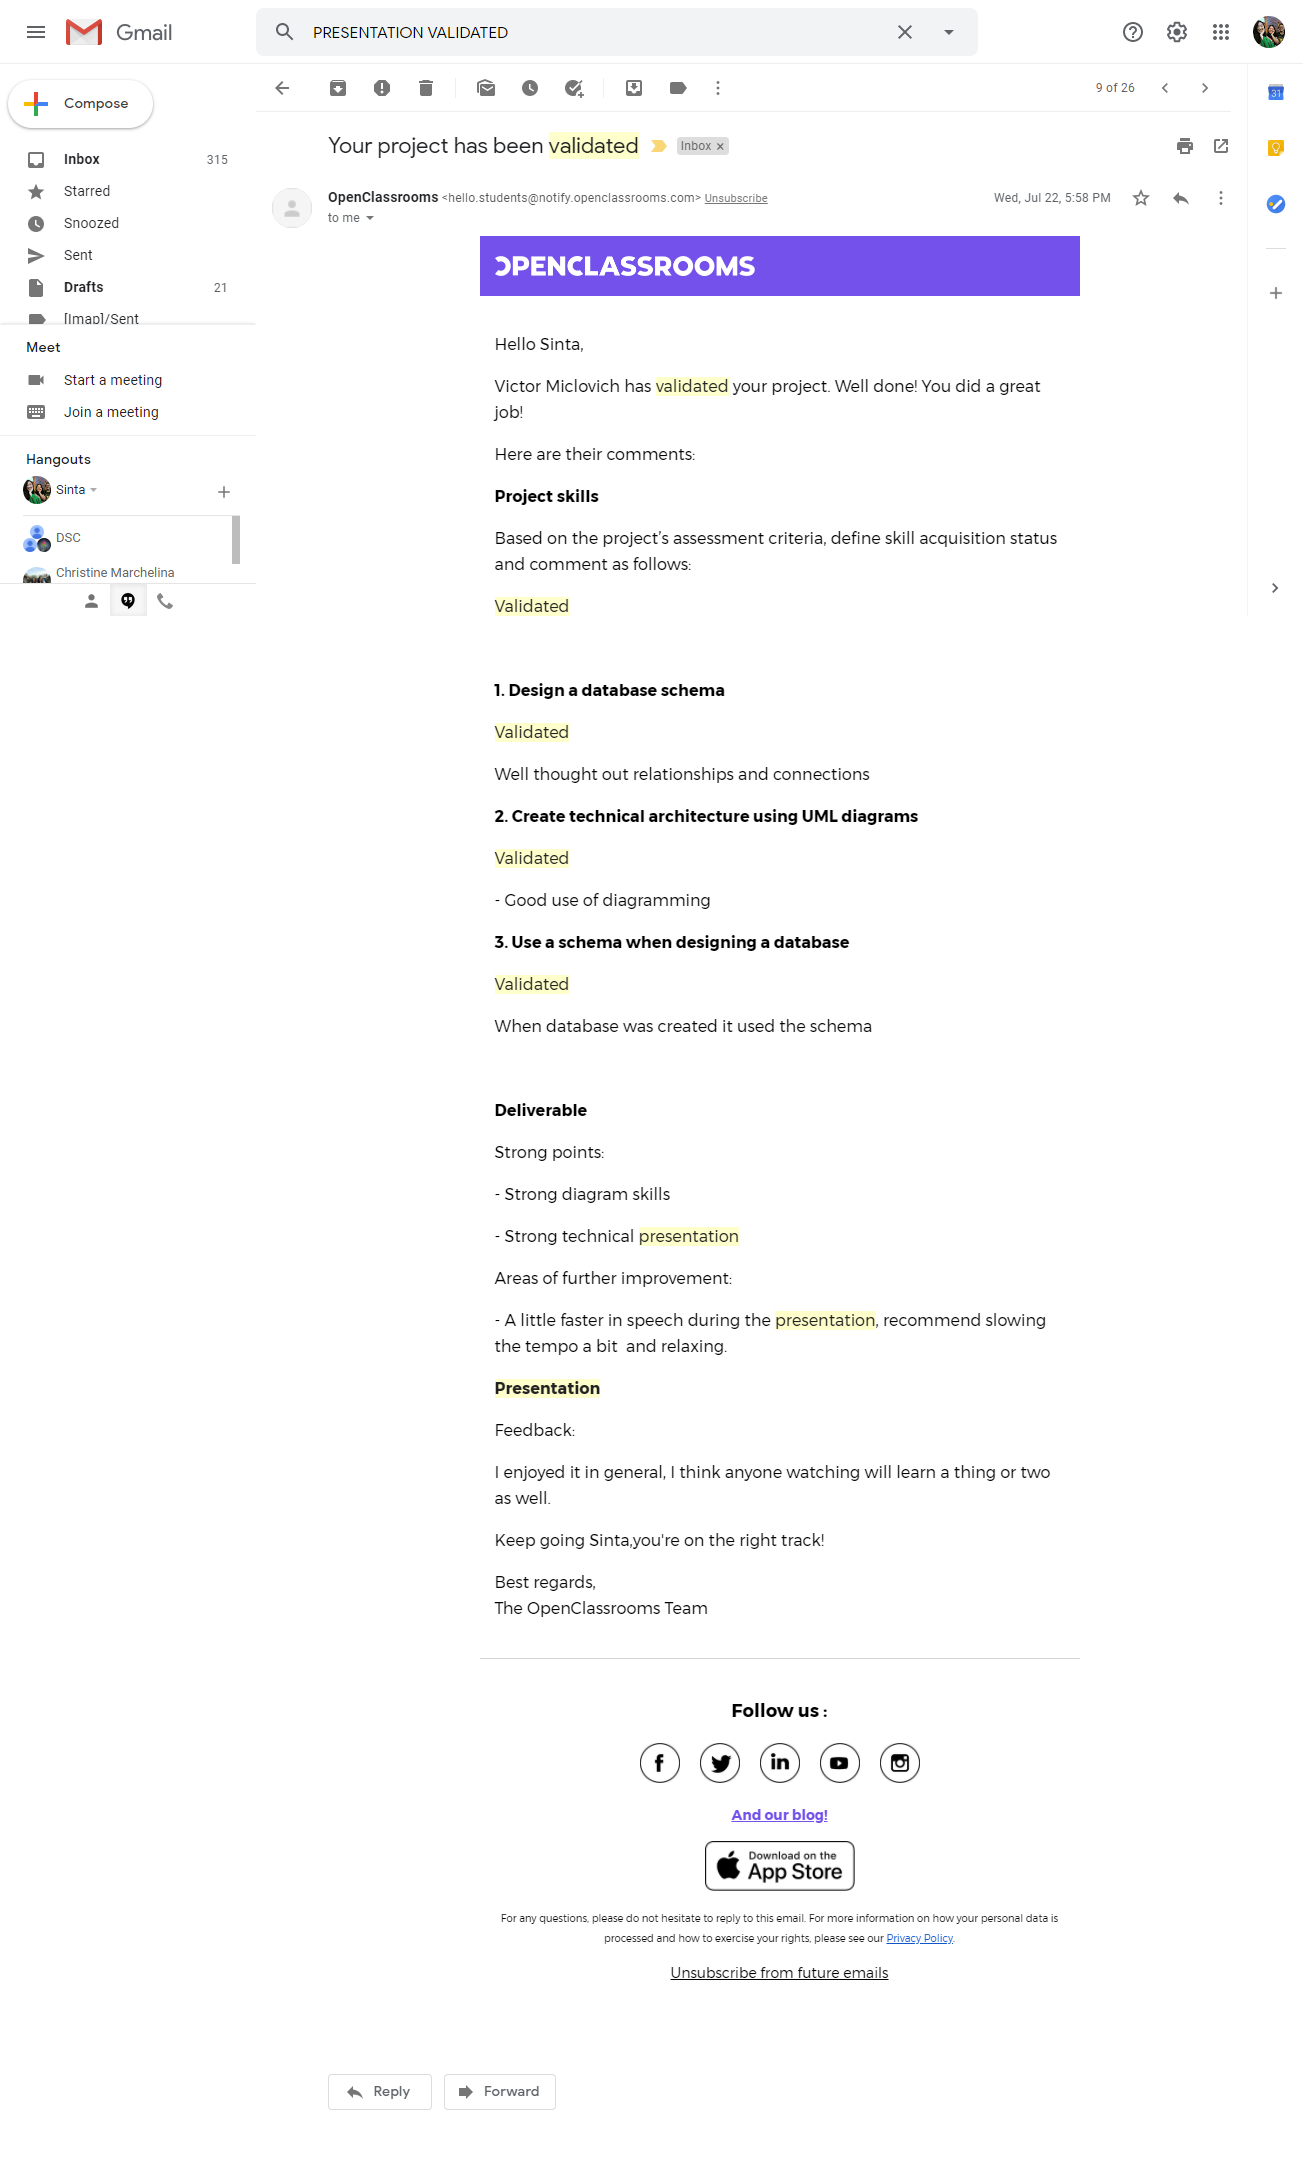 Gmail
PRESENTATION VALIDATED
Compose
9 of 26
31
Inbox 315
Starred
Snoozed
Sent
Drafts 21
[Imap]/Sent
Meet
Start a meeting
Join a meeting
Hangouts
Sinta
DSC
Christine Marchelina
Your project has been validated Inbox ×
OpenClassrooms <hello.students@notify.openclassrooms.com> Unsubscribe Wed, Jul 22, 5:58 PM
to me
OPENCLASSROOMS
Hello Sinta,
Victor Miclovich has validated your project. Well done! You did a great
job!
Here are their comments:
Project skills
Based on the project’s assessment criteria, define skill acquisition status
and comment as follows:
Validated
1. Design a database schema
Validated
Well thought out relationships and connections
2. Create technical architecture using UML diagrams
Validated
- Good use of diagramming
3. Use a schema when designing a database
Validated
When database was created it used the schema
Deliverable
Strong points:
- Strong diagram skills
- Strong technical presentation
Areas of further improvement:
- A little faster in speech during the presentation, recommend slowing
the tempo a bit  and relaxing.
Presentation
Feedback:
I enjoyed it in general, I think anyone watching will learn a thing or two
as well.
Keep going Sinta,you're on the right track!
Best regards,
The OpenClassrooms Team
Follow us :
And our blog!
Download on the
App Store
For any questions, please do not hesitate to reply to this email. For more information on how your personal data is
processed and how to exercise your rights, please see our Privacy Policy.
Unsubscribe from future emails
Reply
Forward